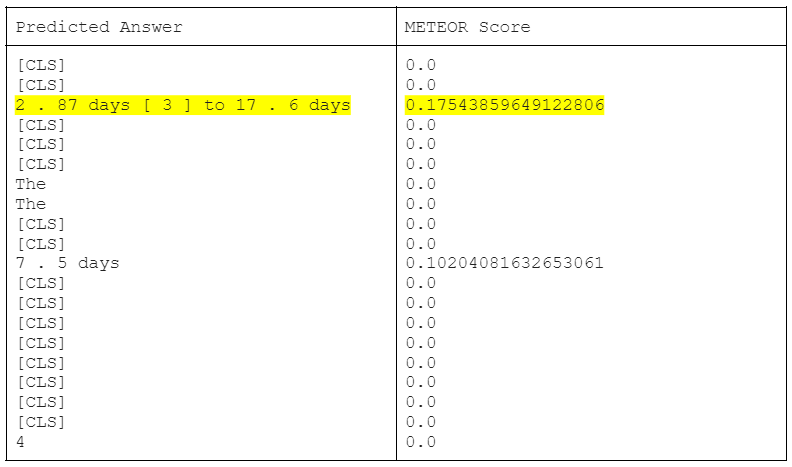 Predicted Answer METEOR Score
[CLS] 0.0
[CLS] 0.0
2 . 87 days [ 3 ] to 17 . 6 days 0.17543859649122806
[CLS] 0.0
[CLS] 0.0
[CLS] 0.0
The 0.0
The 0.0
[CLS] 0.0
[CLS] 0.0
7 . 5 days 0.10204081632653061
[CLS] 0.0
[CLS] 0.0
[CLS] 0.0
[CLS] 0.0
[CLS] 0.0
[CLS] 0.0
[CLS] 0.0
[CLS] 0.0
4 0.0